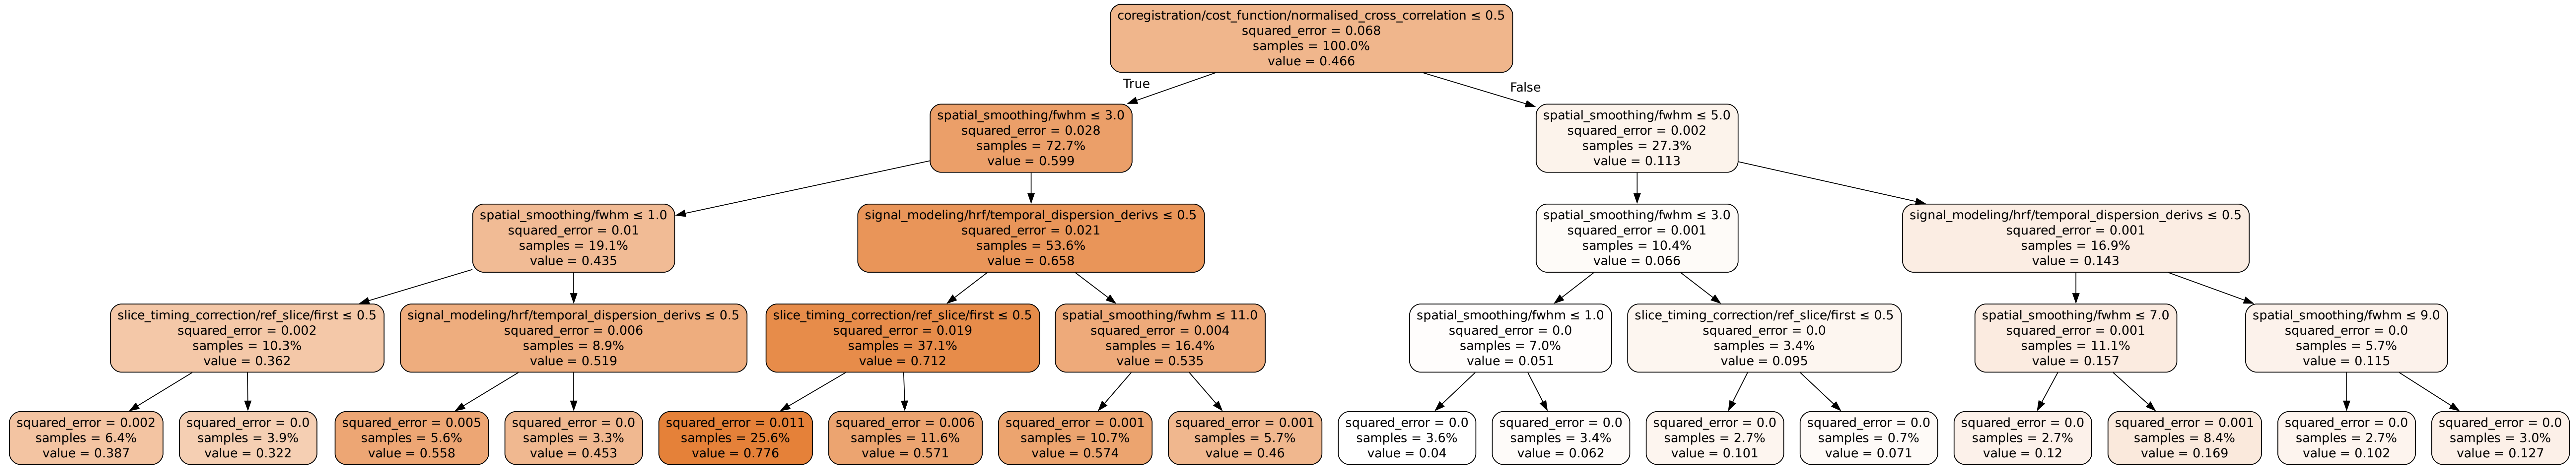 coregistration/cost_function/normalised_cross_correlation ≤ 0.5
squared_error = 0.068
samples = 100.0%
value = 0.466
True
False
spatial_smoothing/fwhm ≤ 3.0
squared_error = 0.028
samples = 72.7%
value = 0.599
spatial_smoothing/fwhm ≤ 5.0
squared_error = 0.002
samples = 27.3%
value = 0.113
spatial_smoothing/fwhm ≤ 1.0
squared_error = 0.01
samples = 19.1%
value = 0.435
signal_modeling/hrf/temporal_dispersion_derivs ≤ 0.5
squared_error = 0.021
samples = 53.6%
value = 0.658
spatial_smoothing/fwhm ≤ 3.0
squared_error = 0.001
samples = 10.4%
value = 0.066
signal_modeling/hrf/temporal_dispersion_derivs ≤ 0.5
squared_error = 0.001
samples = 16.9%
value = 0.143
slice_timing_correction/ref_slice/first ≤ 0.5
squared_error = 0.002
samples = 10.3%
value = 0.362
signal_modeling/hrf/temporal_dispersion_derivs ≤ 0.5
squared_error = 0.006
samples = 8.9%
value = 0.519
slice_timing_correction/ref_slice/first ≤ 0.5
squared_error = 0.019
samples = 37.1%
value = 0.712
spatial_smoothing/fwhm ≤ 11.0
squared_error = 0.004
samples = 16.4%
value = 0.535
spatial_smoothing/fwhm ≤ 1.0
squared_error = 0.0
samples = 7.0%
value = 0.051
slice_timing_correction/ref_slice/first ≤ 0.5
squared_error = 0.0
samples = 3.4%
value = 0.095
spatial_smoothing/fwhm ≤ 7.0
squared_error = 0.001
samples = 11.1%
value = 0.157
spatial_smoothing/fwhm ≤ 9.0
squared_error = 0.0
samples = 5.7%
value = 0.115
squared_error = 0.002
samples = 6.4%
value = 0.387
squared_error = 0.0
samples = 3.9%
value = 0.322
squared_error = 0.005
samples = 5.6%
value = 0.558
squared_error = 0.0
samples = 3.3%
value = 0.453
squared_error = 0.011
samples = 25.6%
value = 0.776
squared_error = 0.006
samples = 11.6%
value = 0.571
squared_error = 0.001
samples = 10.7%
value = 0.574
squared_error = 0.001
samples = 5.7%
value = 0.46
squared_error = 0.0
samples = 3.6%
value = 0.04
squared_error = 0.0
samples = 3.4%
value = 0.062
squared_error = 0.0
samples = 2.7%
value = 0.101
squared_error = 0.0
samples = 0.7%
value = 0.071
squared_error = 0.0
samples = 2.7%
value = 0.12
squared_error = 0.001
samples = 8.4%
value = 0.169
squared_error = 0.0
samples = 2.7%
value = 0.102
squared_error = 0.0
samples = 3.0%
value = 0.127